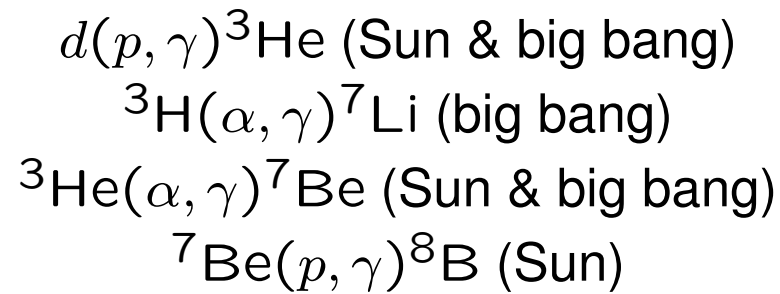 d(p, γ)³He (Sun & big bang)
³H(α, γ)⁷Li (big bang)
³He(α, γ)⁷Be (Sun & big bang)
⁷Be(p, γ)⁸B (Sun)